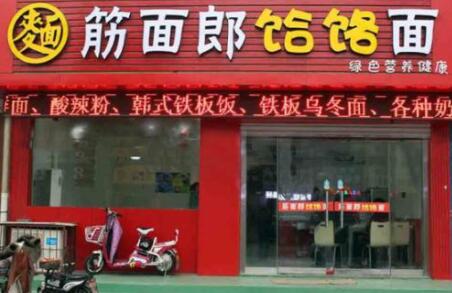 麵 筋面郎饸饹面
绿色营养健康
面、酸辣粉、韩式铁板饭、铁板乌冬面、各种奶